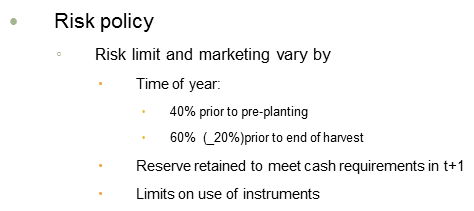 Risk policy
Risk limit and marketing vary by
Time of year:
40% prior to pre-planting
60% (_20%)prior to end of harvest
Reserve retained to meet cash requirements in t+1
Limits on use of instruments